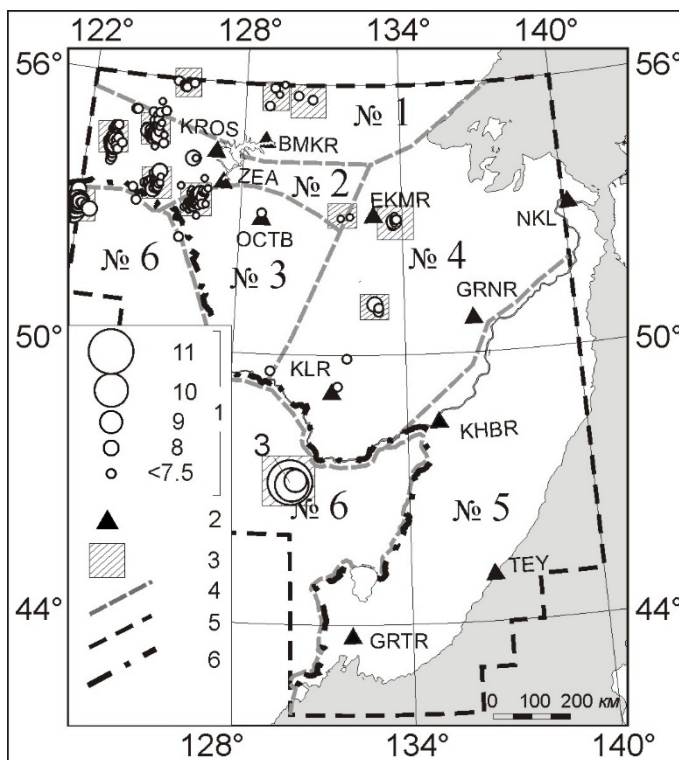 122° 128° 134° 140°
56° 56°
№ 1
KROS
BMKR
ZEA
№ 2
EKMR
NKL
OCTB
№ 6
№ 3
№ 4
GRNR
50° 50°
KLR
11
10
9 1
8
<7.5
KHBR
3
№ 6
№ 5
2
3
TEY
4
44° 44°
5
GRTR
6
0 100 200 км
128° 134° 140°